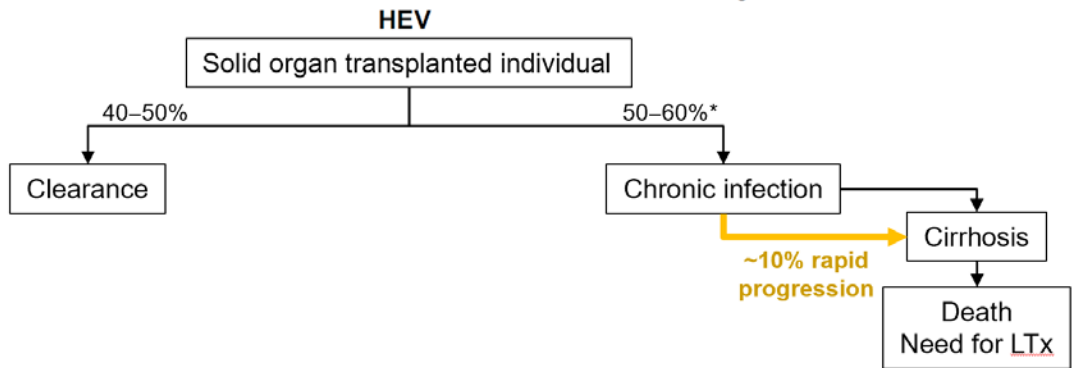 HEV
Solid organ transplanted individual
40–50%
50–60%*
Clearance
Chronic infection
Cirrhosis
~10% rapid
progression
Death
Need for LTx